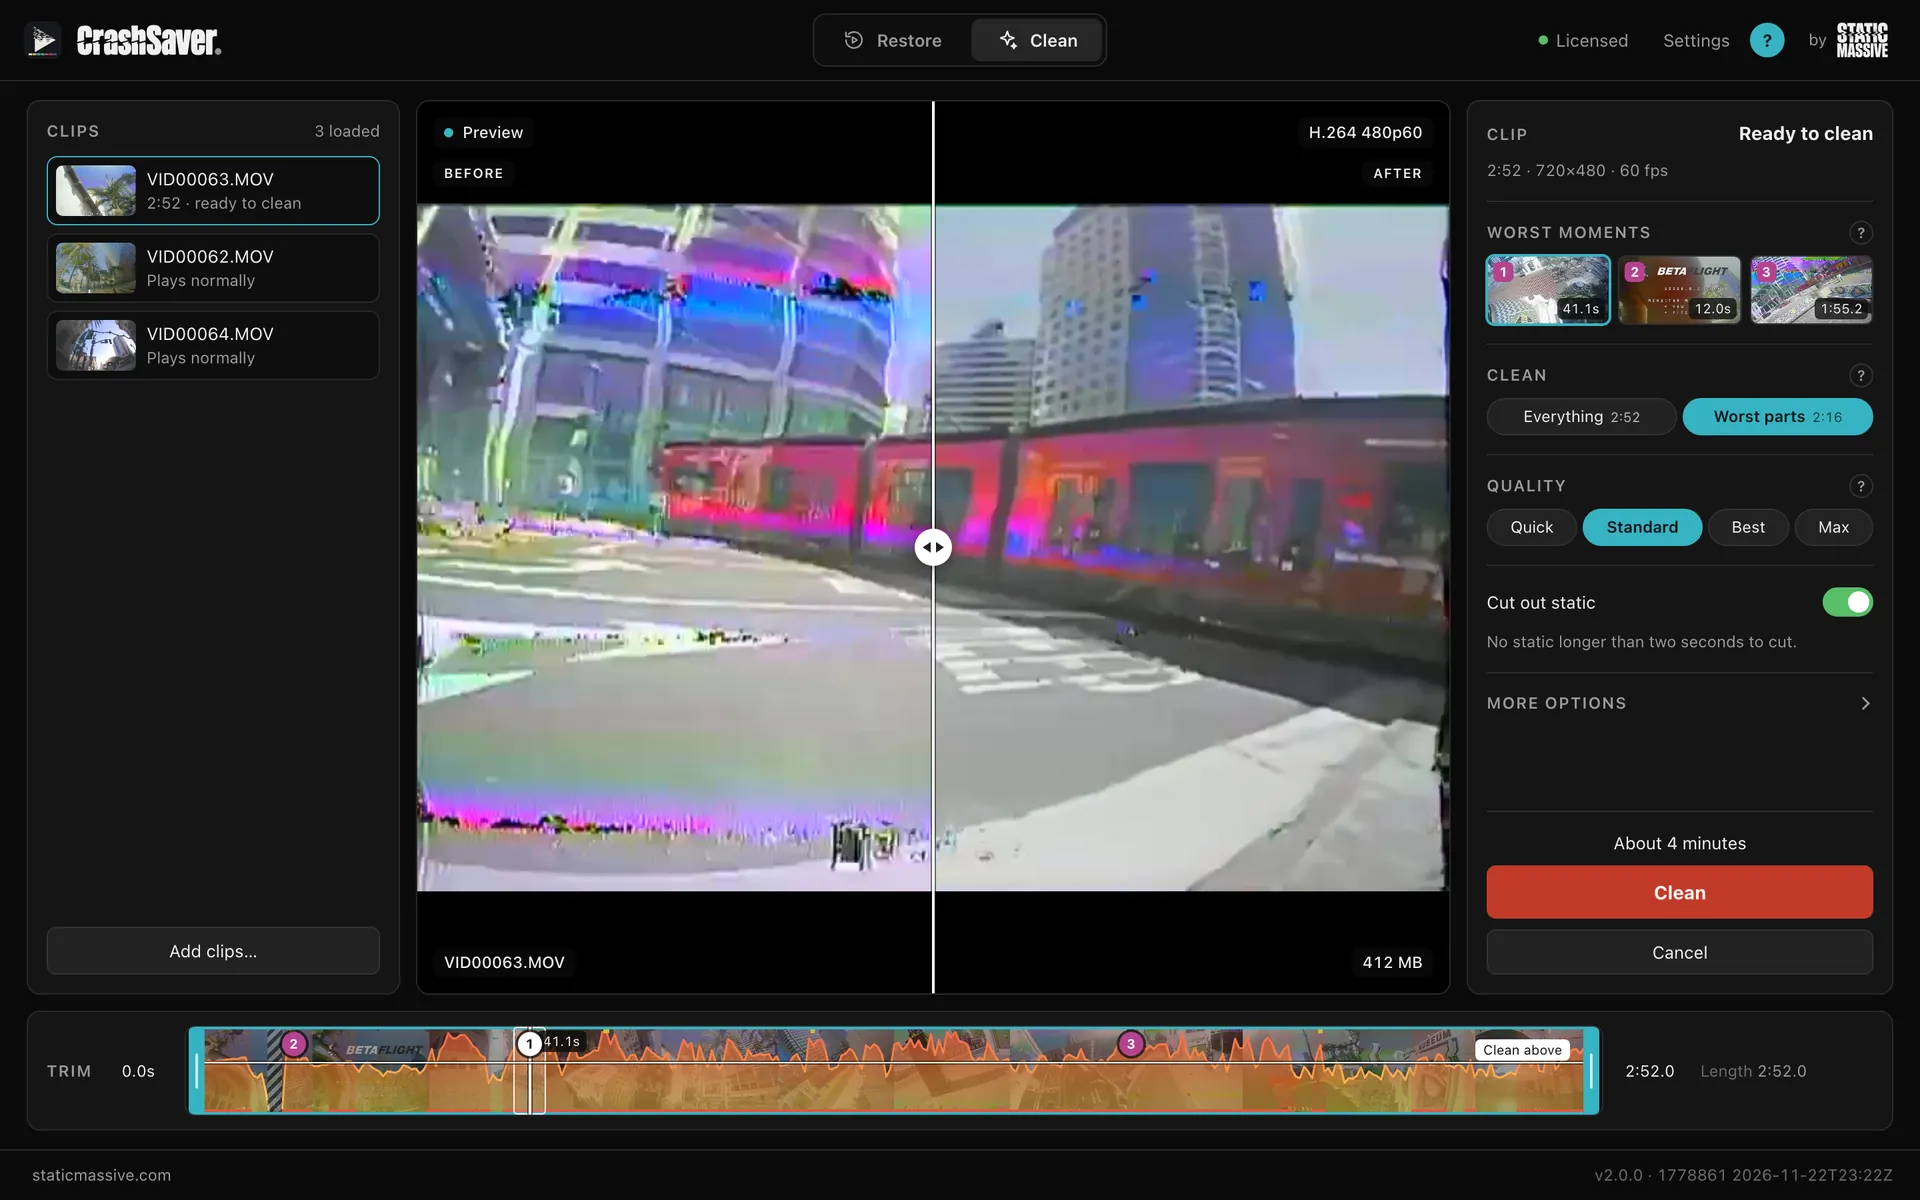 CrashSaver.
Restore
Clean
Licensed
Settings
?
by
STATIC
MASSIVE
CLIPS
3 loaded
VID00063.MOV
2:52 · ready to clean
VID00062.MOV
Plays normally
VID00064.MOV
Plays normally
Add clips...
Preview
H.264 480p60
BEFORE
AFTER
VID00063.MOV
412 MB
CLIP
Ready to clean
2:52 · 720×480 · 60 fps
WORST MOMENTS
?
1
41.1s
2
BETAFLIGHT
12.0s
3
1:55.2
CLEAN
?
Everything 2:52
Worst parts 2:16
QUALITY
?
Quick
Standard
Best
Max
Cut out static
No static longer than two seconds to cut.
MORE OPTIONS
About 4 minutes
Clean
Cancel
TRIM
0.0s
2
BETAFLIGHT
1
41.1s
3
MUSEUM
Clean above
2:52.0
Length 2:52.0
staticmassive.com
v2.0.0 · 1778861 2026-11-22T23:22Z